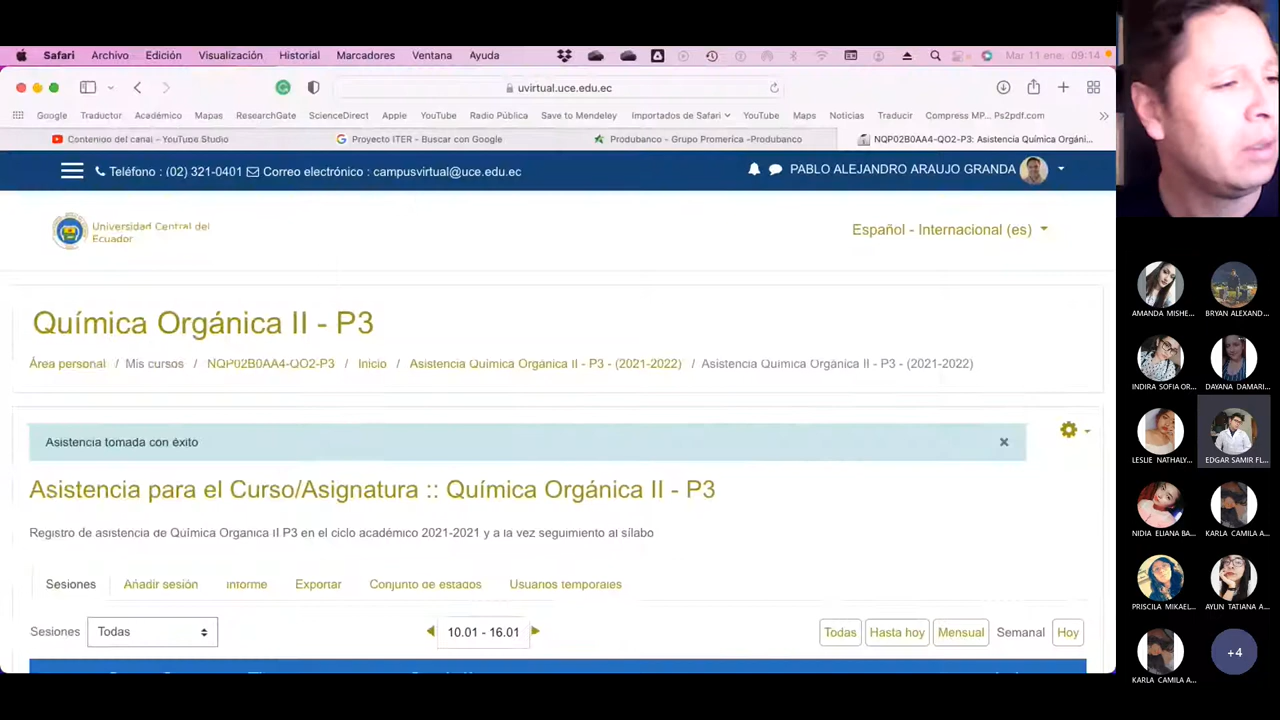 Safari Archivo Edición Visualización Historial Marcadores Ventana Ayuda Mar 11 ene. 09:14
uvirtual.uce.edu.ec
Google Traductor Académico Mapas ResearchGate ScienceDirect Apple YouTube Radio Pública Save to Mendeley Importados de Safari YouTube Maps Noticias Traducir Compress MP... Ps2pdf.com
Contenido del canal – YouTube Studio Proyecto ITER - Buscar con Google Produbanco - Grupo Promerica –Produbanco NQP02B0AA4-QO2-P3: Asistencia Química Orgáni...
Teléfono : (02) 321-0401 Correo electrónico : campusvirtual@uce.edu.ec PABLO ALEJANDRO ARAUJO GRANDA
Universidad Central del
Ecuador
Español - Internacional (es)
Química Orgánica II - P3
Área personal / Mis cursos / NQP02B0AA4-QO2-P3 / Inicio / Asistencia Química Orgánica II - P3 - (2021-2022) / Asistencia Química Orgánica II - P3 - (2021-2022)
Asistencia tomada con éxito ×
Asistencia para el Curso/Asignatura :: Química Orgánica II - P3
Registro de asistencia de Química Orgánica II P3 en el ciclo académico 2021-2021 y a la vez seguimiento al sílabo
Sesiones Añadir sesión Informe Exportar Conjunto de estados Usuarios temporales
Sesiones Todas 10.01 - 16.01 Todas Hasta hoy Mensual Semanal Hoy
AMANDA MISHE... BRYAN ALEXAND...
INDIRA SOFIA OR... DAYANA DAMARI...
LESLIE NATHALY... EDGAR SAMIR FL...
NIDIA ELIANA BA... KARLA CAMILA A...
PRISCILA MIKAEL... AYLIN TATIANA A...
KARLA CAMILA A... +4